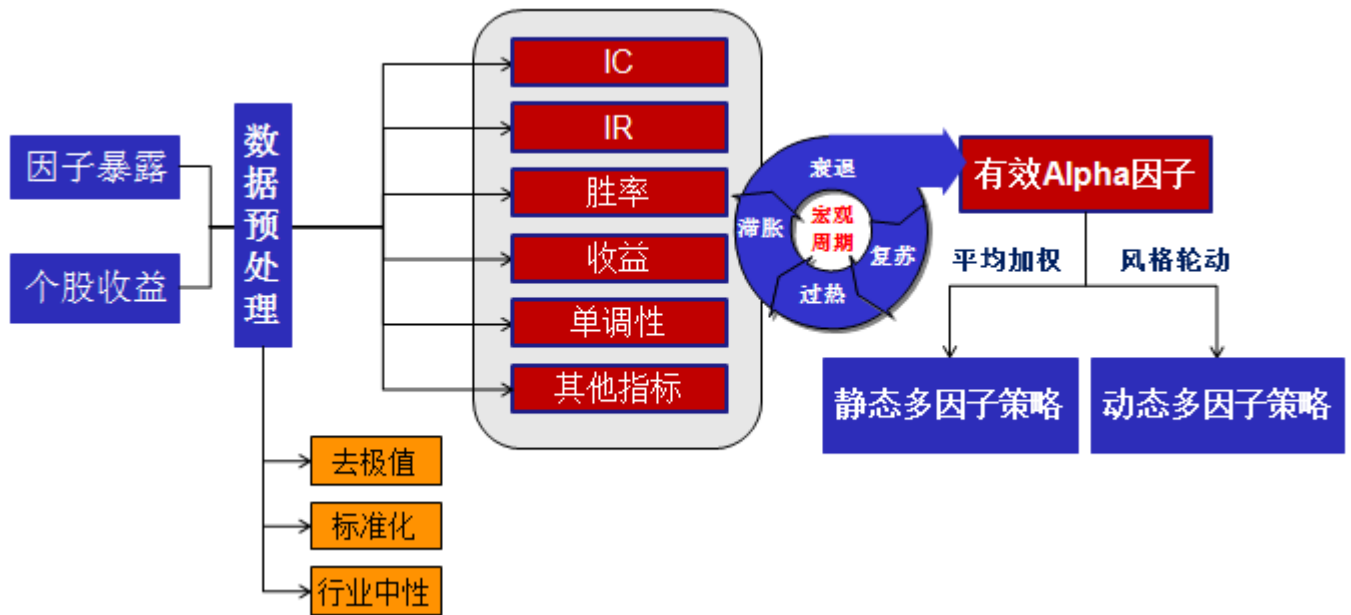 因子暴露
个股收益
数据预处理
去极值
标准化
行业中性
IC
IR
胜率
收益
单调性
其他指标
衰退
滞胀
宏观
周期
复苏
过热
有效Alpha因子
平均加权
风格轮动
静态多因子策略
动态多因子策略